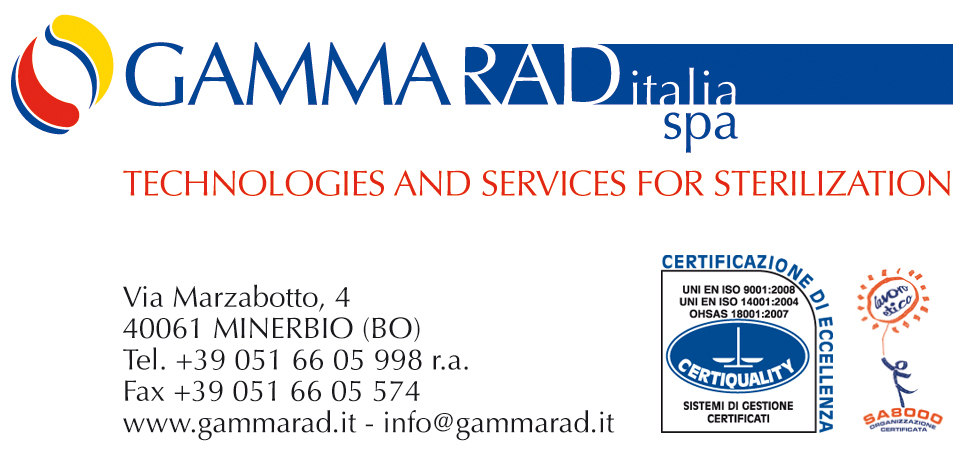 GAMMARAD italia
spa
TECHNOLOGIES AND SERVICES FOR STERILIZATION
Via Marzabotto, 4
40061 MINERBIO (BO)
Tel. +39 051 66 05 998 r.a.
Fax +39 051 66 05 574
www.gammarad.it - info@gammarad.it
CERTIFICAZIONE DI ECCELLENZA
UNI EN ISO 9001:2008
UNI EN ISO 14001:2004
OHSAS 18001:2007
CERTIQUALITY
SISTEMI DI GESTIONE
CERTIFICATI
lavoro
etico
SA8000
ORGANIZZAZIONE
CERTIFICATA